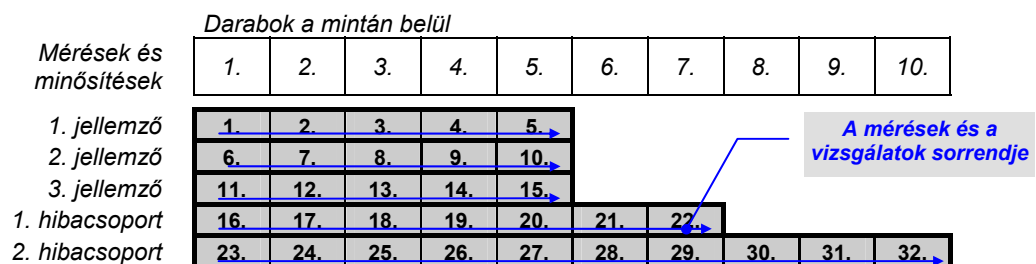 Darabok a mintán belül
Mérések és minősítések 1. 2. 3. 4. 5. 6. 7. 8. 9. 10.
1. jellemző 1. 2. 3. 4. 5.
2. jellemző 6. 7. 8. 9. 10.
3. jellemző 11. 12. 13. 14. 15.
1. hibacsoport 16. 17. 18. 19. 20. 21. 22.
2. hibacsoport 23. 24. 25. 26. 27. 28. 29. 30. 31. 32.
A mérések és a
vizsgálatok sorrendje